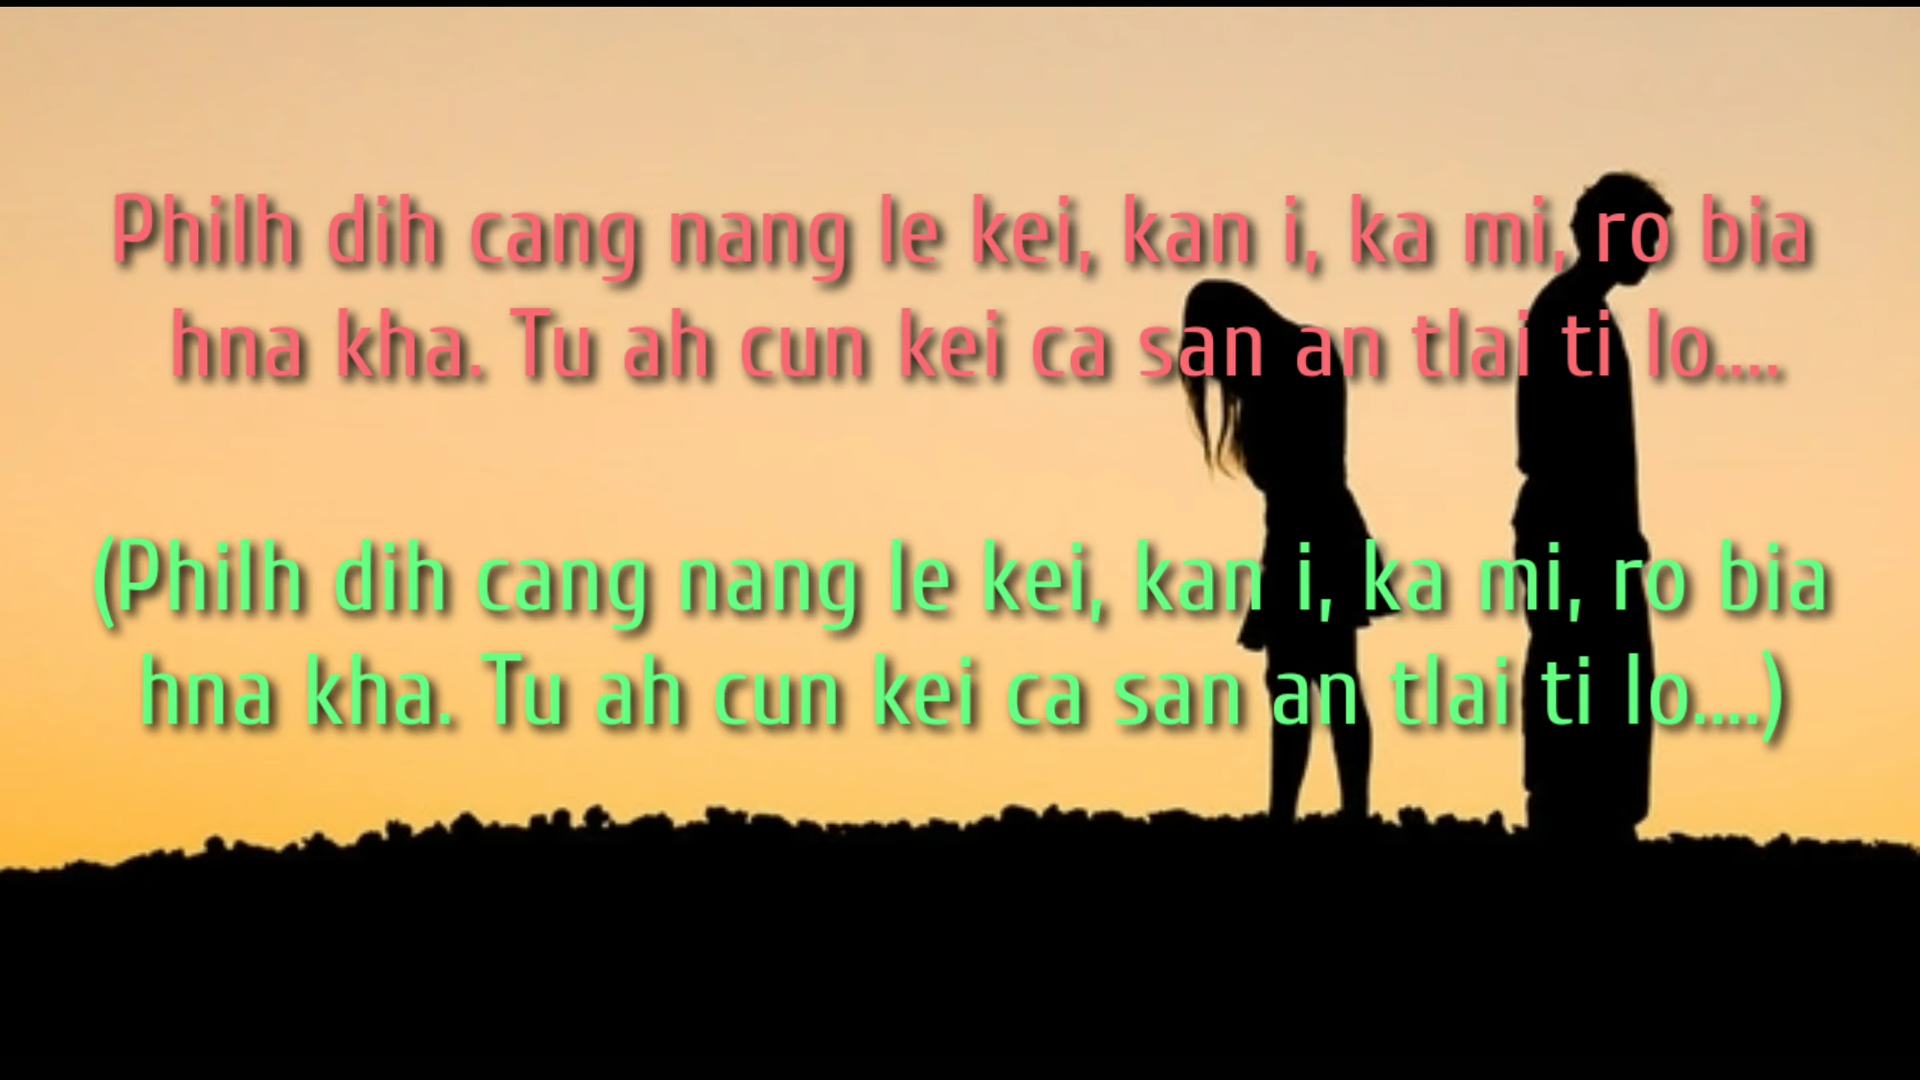 Philh dih cang nang le kei, kan i, ka mi, ro bia
hna kha. Tu ah cun kei ca san an tlai ti lo....
(Philh dih cang nang le kei, kan i, ka mi, ro bia
hna kha. Tu ah cun kei ca san an tlai ti lo....)